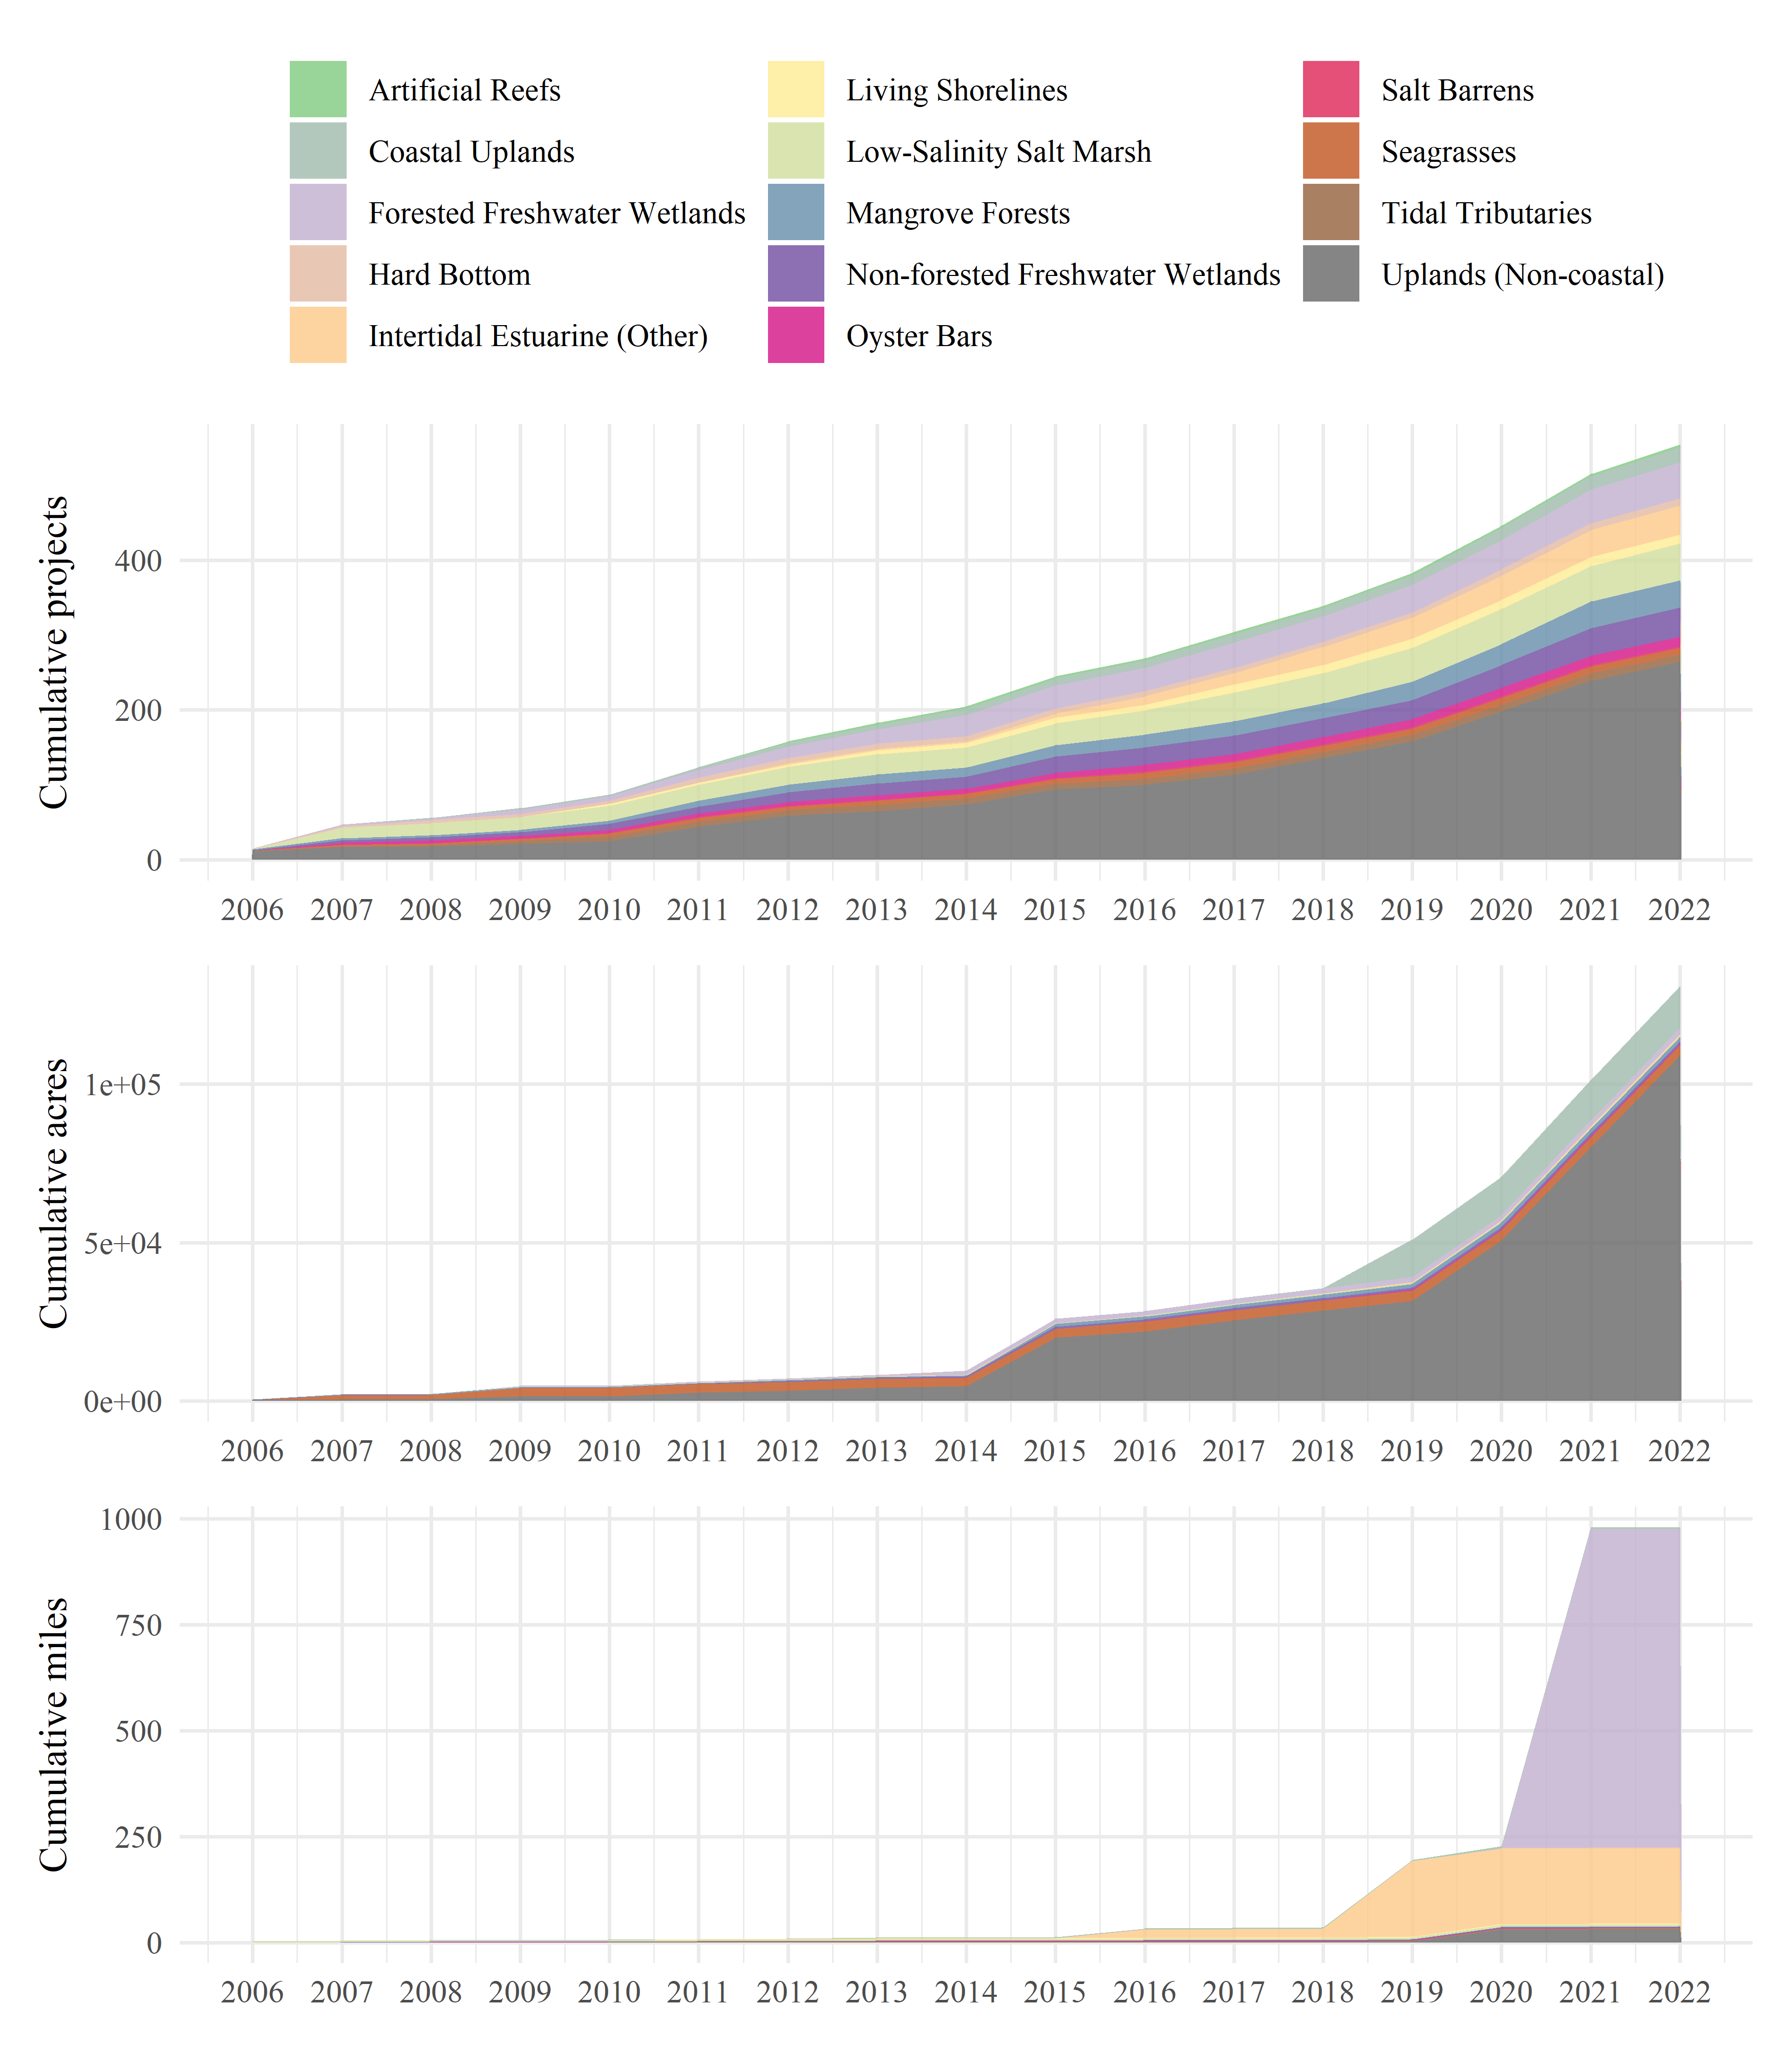 Artificial Reefs
Coastal Uplands
Forested Freshwater Wetlands
Hard Bottom
Intertidal Estuarine (Other)
Living Shorelines
Low-Salinity Salt Marsh
Mangrove Forests
Non-forested Freshwater Wetlands
Oyster Bars
Salt Barrens
Seagrasses
Tidal Tributaries
Uplands (Non-coastal)
Cumulative projects
400
200
0
2006 2007 2008 2009 2010 2011 2012 2013 2014 2015 2016 2017 2018 2019 2020 2021 2022
Cumulative acres
1e+05
5e+04
0e+00
2006 2007 2008 2009 2010 2011 2012 2013 2014 2015 2016 2017 2018 2019 2020 2021 2022
Cumulative miles
1000
750
500
250
0
2006 2007 2008 2009 2010 2011 2012 2013 2014 2015 2016 2017 2018 2019 2020 2021 2022